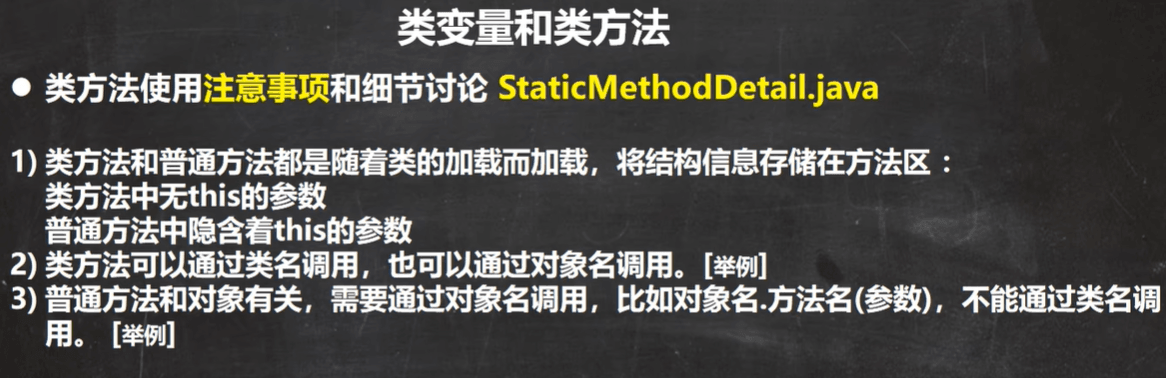 类变量和类方法
● 类方法使用注意事项和细节讨论 StaticMethodDetail.java
1) 类方法和普通方法都是随着类的加载而加载，将结构信息存储在方法区：
类方法中无this的参数
普通方法中隐含着this的参数
2) 类方法可以通过类名调用，也可以通过对象名调用。[举例]
3) 普通方法和对象有关，需要通过对象名调用，比如对象名.方法名(参数)，不能通过类名调
用。 [举例]